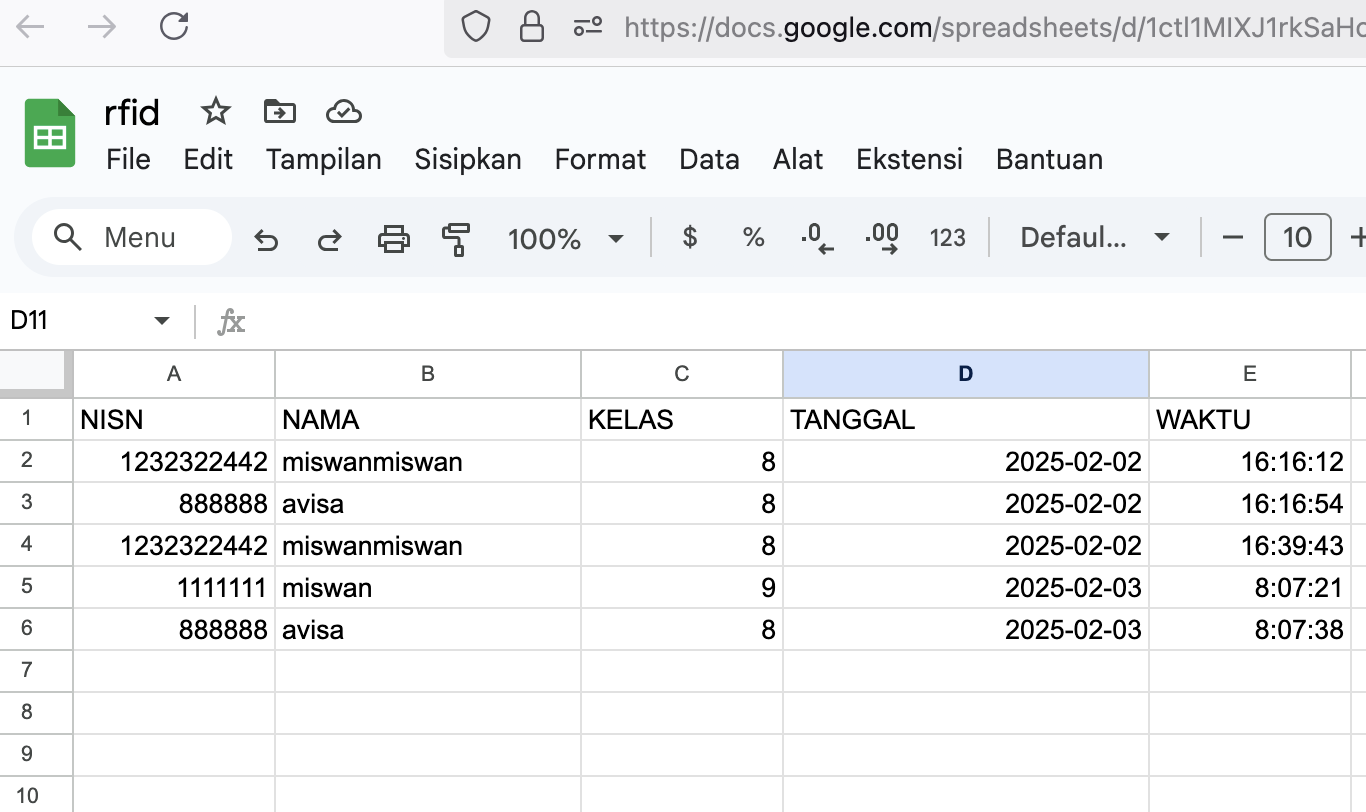 https://docs.google.com/spreadsheets/d/1ctl1MIXJ1rkSaHc
rfid
File Edit Tampilan Sisipkan Format Data Alat Ekstensi Bantuan
Menu 100% $ % .0 .00 123 Defaul... 10
D11 fx
A B C D E
1 NISN NAMA KELAS TANGGAL WAKTU
2 1232322442 miswanmiswan 8 2025-02-02 16:16:12
3 888888 avisa 8 2025-02-02 16:16:54
4 1232322442 miswanmiswan 8 2025-02-02 16:39:43
5 1111111 miswan 9 2025-02-03 8:07:21
6 888888 avisa 8 2025-02-03 8:07:38
7
8
9
10